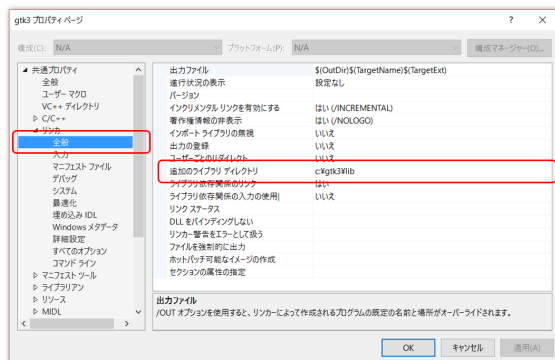 gtk3 プロパティ ページ
? ×
構成(C): N/A プラットフォーム(P): N/A 構成マネージャー(O)...
共通プロパティ
全般
ユーザー マクロ
VC++ ディレクトリ
C/C++
リンカー
全般
入力
マニフェスト ファイル
デバッグ
システム
最適化
埋め込み IDL
Windows メタデータ
詳細設定
すべてのオプション
コマンド ライン
マニフェスト ツール
ライブラリアン
リソース
MIDL
出力ファイル $(OutDir)$(TargetName)$(TargetExt)
進行状況の表示 設定なし
バージョン
インクリメンタル リンクを有効にする はい (/INCREMENTAL)
著作権情報の非表示 はい (/NOLOGO)
インポート ライブラリの無視 いいえ
出力の登録 いいえ
ユーザーごとのリダイレクト いいえ
追加のライブラリ ディレクトリ c:¥gtk3¥lib
ライブラリ依存関係のリンク はい
ライブラリ依存関係の入力の使用 いいえ
リンク ステータス
DLL をバインディングしない
リンカー警告をエラーとして扱う
ファイルを強制的に出力
ホットパッチ可能なイメージの作成
セクションの属性の指定
出力ファイル
/OUT オプションを使用すると、リンカーによって作成されるプログラムの既定の名前と場所がオーバーライドされます。
OK キャンセル 適用(A)